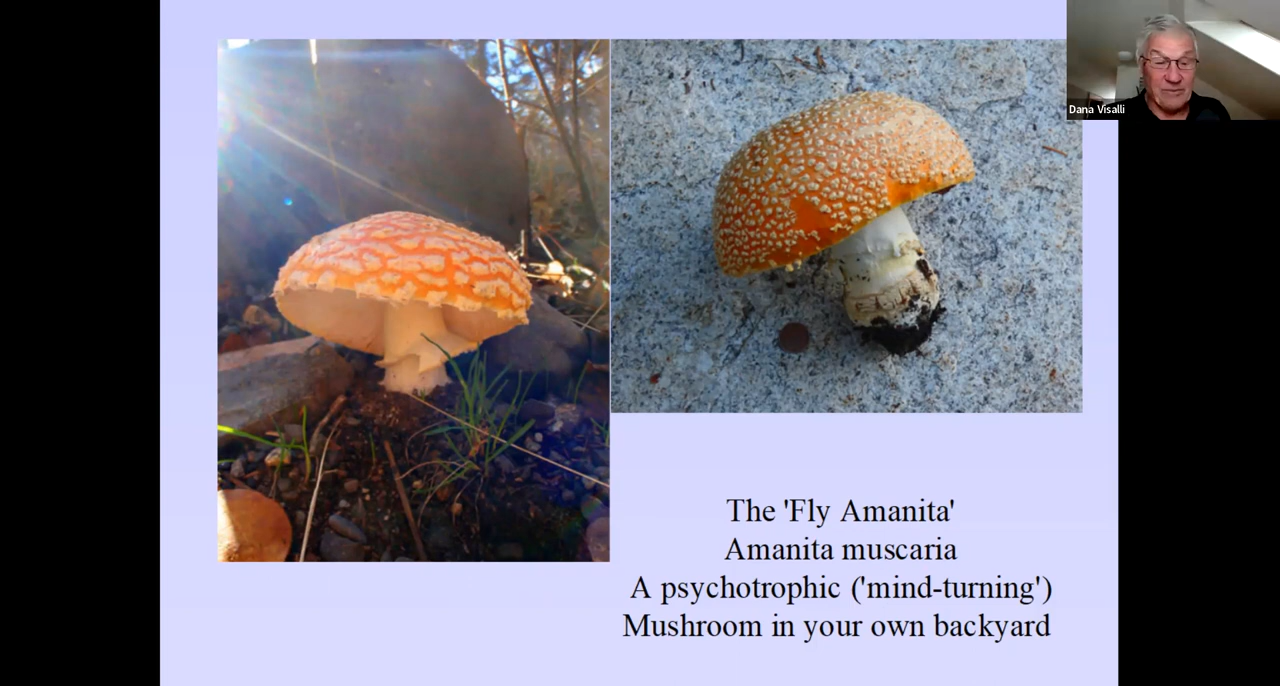 Dana Visalli
The 'Fly Amanita'
Amanita muscaria
A psychotrophic ('mind-turning')
Mushroom in your own backyard